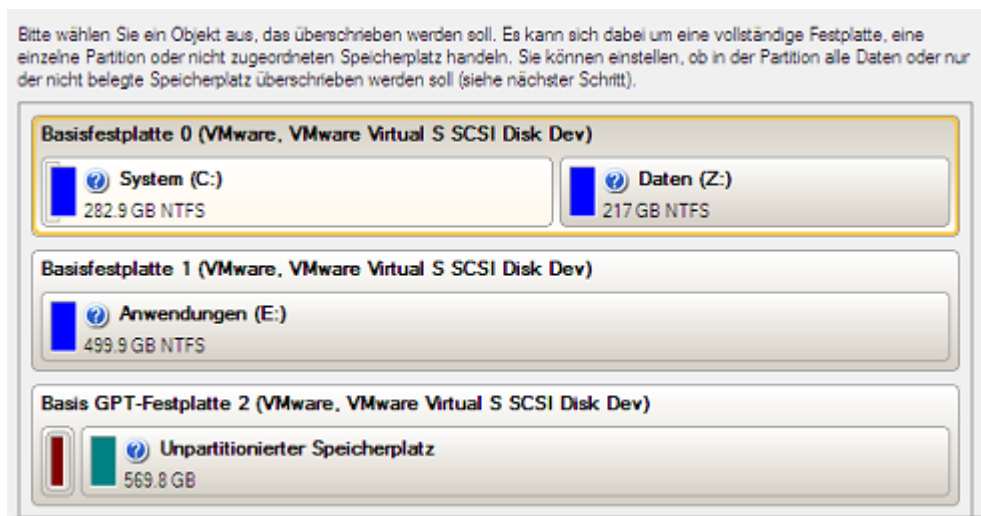 Bitte wählen Sie ein Objekt aus, das überschrieben werden soll. Es kann sich dabei um eine vollständige Festplatte, eine
einzelne Partition oder nicht zugeordneten Speicherplatz handeln. Sie können einstellen, ob in der Partition alle Daten oder nur
der nicht belegte Speicherplatz überschrieben werden soll (siehe nächster Schritt).
Basisfestplatte 0 (VMware, VMware Virtual S SCSI Disk Dev)
System (C:)
282.9 GB NTFS
Daten (Z:)
217 GB NTFS
Basisfestplatte 1 (VMware, VMware Virtual S SCSI Disk Dev)
Anwendungen (E:)
499.9 GB NTFS
Basis GPT-Festplatte 2 (VMware, VMware Virtual S SCSI Disk Dev)
Unpartitionierter Speicherplatz
569.8 GB